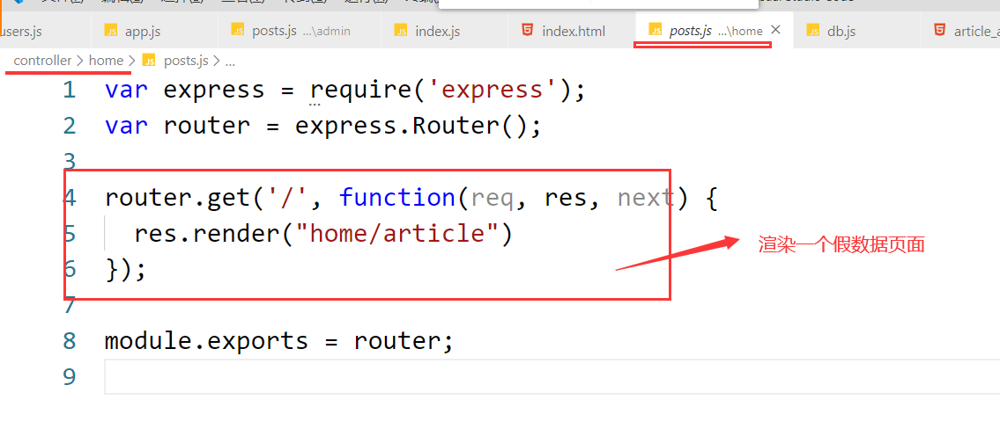 users.js app.js posts.js ...\admin index.js index.html posts.js ...\home db.js article_a
controller > home > posts.js > ...
1 var express = require('express');
2 var router = express.Router();
3
4 router.get('/', function(req, res, next) {
5 res.render("home/article")
渲染一个假数据页面
6 });
7
8 module.exports = router;
9